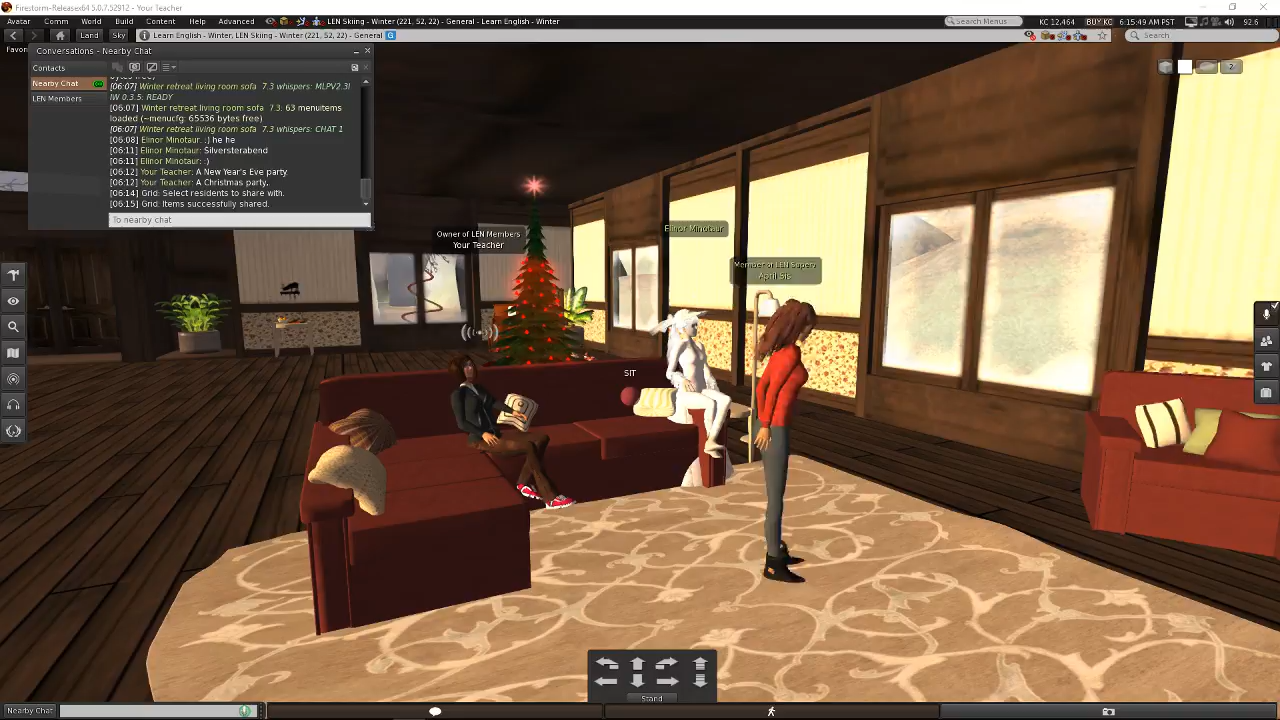 Firestorm-Releasex64 5.0.7.52912 - Your Teacher
Avatar Comm World Build Content Help Advanced LEN Skiing - Winter (221, 52, 22) - General - Learn English - Winter Search Menus KC 12,464 BUY KC 6:15:49 AM PST 92.6
Land Sky Learn English - Winter, LEN Skiing - Winter (221, 52, 22) - General G Search
Conversations - Nearby Chat
Contacts
Nearby Chat
LEN Members
[06:07] Winter retreat living room sofa 7.3 whispers: MLPV2.3!
IW 0.3.5: READY
[06:07] Winter retreat living room sofa 7.3: 63 menuitems
loaded (~menucfg: 65536 bytes free)
[06:07] Winter retreat living room sofa 7.3 whispers: CHAT 1
[06:08] Elinor Minotaur: :) he he
[06:11] Elinor Minotaur: Silversterabend
[06:11] Elinor Minotaur: :)
[06:12] Your Teacher: A New Year's Eve party.
[06:12] Your Teacher: A Christmas party.
[06:14] Grid: Select residents to share with.
[06:15] Grid: Items successfully shared.
To nearby chat
Owner of LEN Members
Your Teacher
Elinor Minotaur
SIT
Stand
Nearby Chat